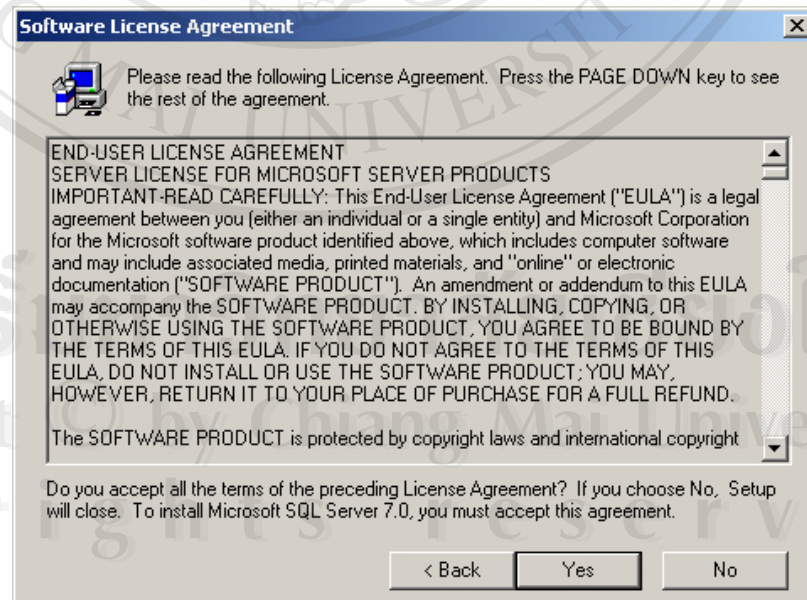 Software License Agreement
Please read the following License Agreement. Press the PAGE DOWN key to see
the rest of the agreement.
END-USER LICENSE AGREEMENT
SERVER LICENSE FOR MICROSOFT SERVER PRODUCTS
IMPORTANT-READ CAREFULLY: This End-User License Agreement ("EULA") is a legal
agreement between you (either an individual or a single entity) and Microsoft Corporation
for the Microsoft software product identified above, which includes computer software
and may include associated media, printed materials, and "online" or electronic
documentation ("SOFTWARE PRODUCT"). An amendment or addendum to this EULA
may accompany the SOFTWARE PRODUCT. BY INSTALLING, COPYING, OR
OTHERWISE USING THE SOFTWARE PRODUCT, YOU AGREE TO BE BOUND BY
THE TERMS OF THIS EULA. IF YOU DO NOT AGREE TO THE TERMS OF THIS
EULA, DO NOT INSTALL OR USE THE SOFTWARE PRODUCT; YOU MAY,
HOWEVER, RETURN IT TO YOUR PLACE OF PURCHASE FOR A FULL REFUND.
The SOFTWARE PRODUCT is protected by copyright laws and international copyright
Do you accept all the terms of the preceding License Agreement? If you choose No, Setup
will close. To install Microsoft SQL Server 7.0, you must accept this agreement.
< Back Yes No
MAI UNIVERSIT
© by Chiang Mai Unive
rights reserv